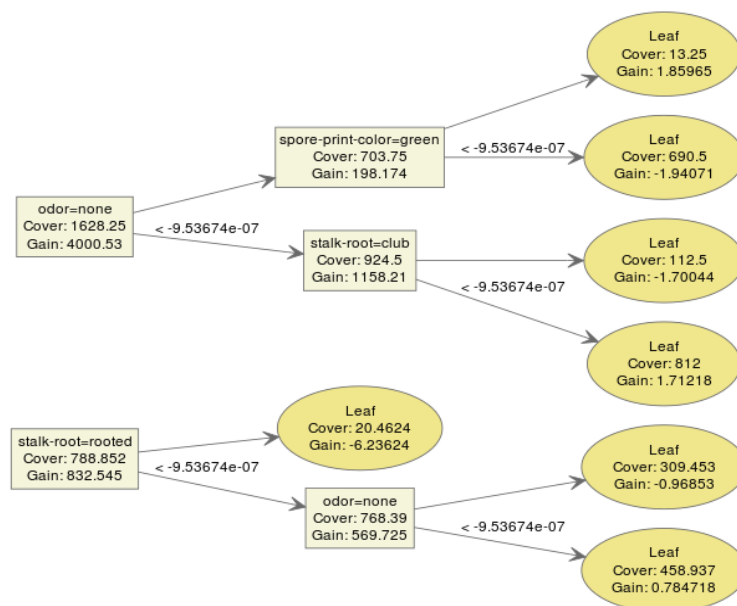 Leaf
Cover: 13.25
Gain: 1.85965
spore-print-color=green
Cover: 703.75
Gain: 198.174
< -9.53674e-07
Leaf
Cover: 690.5
Gain: -1.94071
odor=none
Cover: 1628.25
Gain: 4000.53
< -9.53674e-07
stalk-root=club
Cover: 924.5
Gain: 1158.21
Leaf
Cover: 112.5
Gain: -1.70044
< -9.53674e-07
Leaf
Cover: 812
Gain: 1.71218
stalk-root=rooted
Cover: 788.852
Gain: 832.545
Leaf
Cover: 20.4624
Gain: -6.23624
< -9.53674e-07
odor=none
Cover: 768.39
Gain: 569.725
Leaf
Cover: 309.453
Gain: -0.96853
< -9.53674e-07
Leaf
Cover: 458.937
Gain: 0.784718